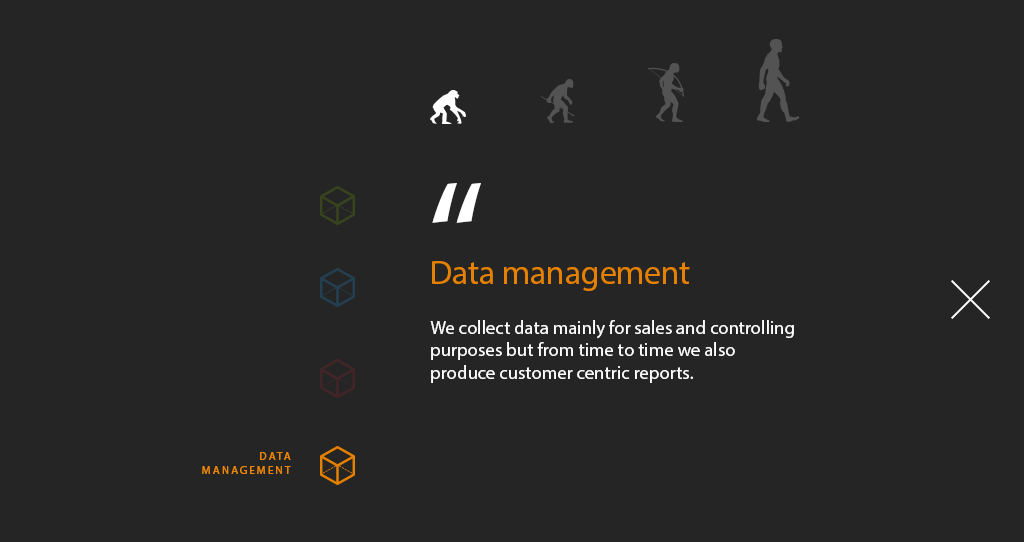 “
Data management
We collect data mainly for sales and controlling
purposes but from time to time we also
produce customer centric reports.
DATA
MANAGEMENT